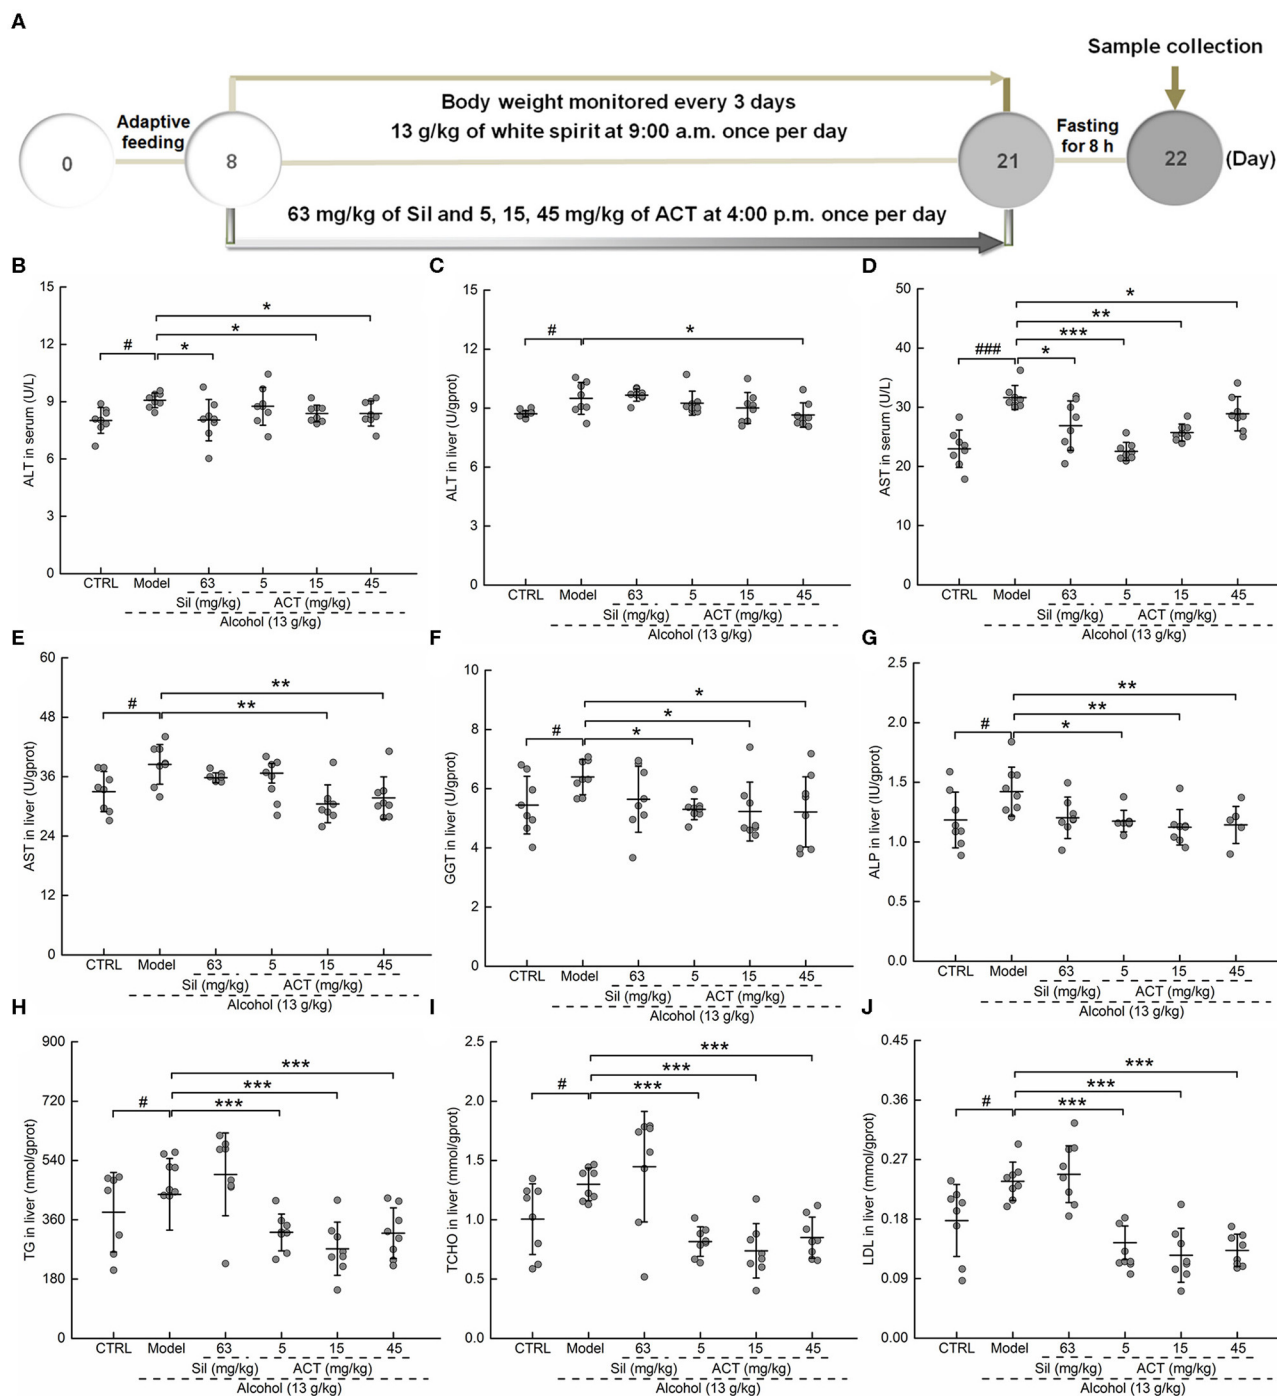 A
Sample collection
Body weight monitored every 3 days
Adaptive
feeding
13 g/kg of white spirit at 9:00 a.m. once per day
Fasting
for 8 h
0
8
21
22
(Day)
63 mg/kg of Sil and 5, 15, 45 mg/kg of ACT at 4:00 p.m. once per day
B
ALT in serum (U/L)
15
12
9
6
3
0
*
*
# *
CTRL Model 63 5 15 45
Sil (mg/kg) ACT (mg/kg)
Alcohol (13 g/kg)
C
ALT in liver (U/gprot)
15
12
9
6
3
0
# *
CTRL Model 63 5 15 45
Sil (mg/kg) ACT (mg/kg)
Alcohol (13 g/kg)
D
AST in serum (U/L)
50
40
30
20
10
0
*
**
***
### *
CTRL Model 63 5 15 45
Sil (mg/kg) ACT (mg/kg)
Alcohol (13 g/kg)
E
AST in liver (U/gprot)
60
48
36
24
12
0
**
# **
CTRL Model 63 5 15 45
Sil (mg/kg) ACT (mg/kg)
Alcohol (13 g/kg)
F
GGT in liver (U/gprot)
10
8
6
4
2
0
*
*
# *
CTRL Model 63 5 15 45
Sil (mg/kg) ACT (mg/kg)
Alcohol (13 g/kg)
G
ALP in liver (IU/gprot)
2.5
2.0
1.5
1.0
0.5
0.0
**
**
# *
CTRL Model 63 5 15 45
Sil (mg/kg) ACT (mg/kg)
Alcohol (13 g/kg)
H
TG in liver (nmol/gprot)
900
720
540
360
180
0
***
***
# ***
CTRL Model 63 5 15 45
Sil (mg/kg) ACT (mg/kg)
Alcohol (13 g/kg)
I
TCHO in liver (mmol/gprot)
2.5
2.0
1.5
1.0
0.5
0.0
***
***
# ***
CTRL Model 63 5 15 45
Sil (mg/kg) ACT (mg/kg)
Alcohol (13 g/kg)
J
LDL in liver (mmol/gprot)
0.45
0.36
0.27
0.18
0.09
0.00
***
***
# ***
CTRL Model 63 5 15 45
Sil (mg/kg) ACT (mg/kg)
Alcohol (13 g/kg)